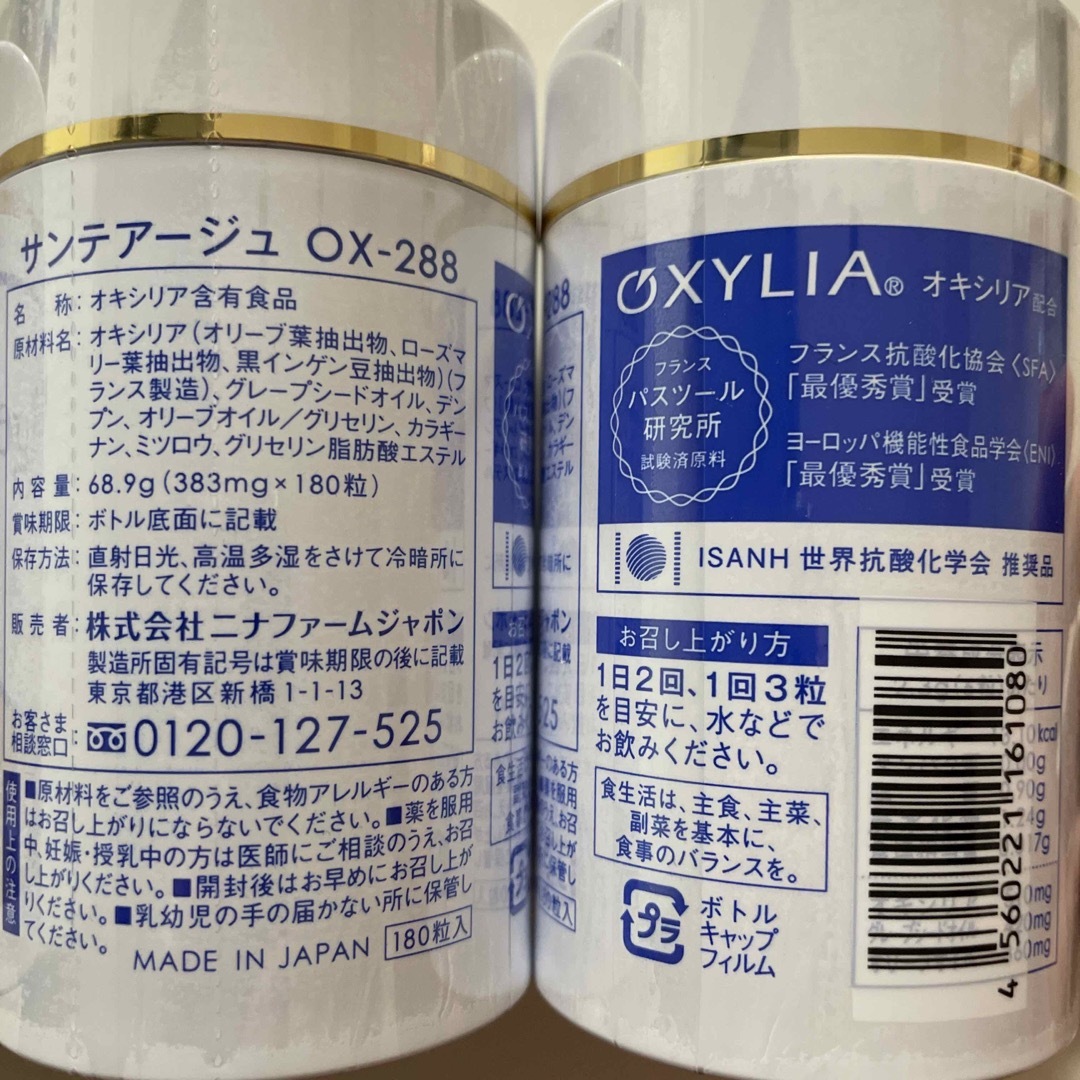 サンテアージュ OX-288
名称：オキシリア含有食品
原材料名：オキシリア（オリーブ葉抽出物、ローズマ
リー葉抽出物、黒インゲン豆抽出物）（フ
ランス製造）、グレープシードオイル、デン
プン、オリーブオイル／グリセリン、カラギー
ナン、ミツロウ、グリセリン脂肪酸エステル
内容量：68.9g（383mg×180粒）
賞味期限：ボトル底面に記載
保存方法：直射日光、高温多湿をさけて冷暗所に
保存してください。
販売者：株式会社ニナファームジャポン
製造所固有記号は賞味期限の後に記載
東京都港区新橋1-1-13
お客さま
相談窓口：0120-127-525
使用上の注意
■原材料をご参照のうえ、食物アレルギーのある方
はお召し上がりにならないでください。■薬を服用
中、妊娠・授乳中の方は医師にご相談のうえ、お召
し上がりください。■開封後はお早めにお召し上が
りください。■乳幼児の手の届かない所に保管し
てください。
MADE IN JAPAN
180粒入
OXYLIA® オキシリア配合
フランス
パスツール
研究所
試験済原料
フランス抗酸化協会〈SFA〉
「最優秀賞」受賞
ヨーロッパ機能性食品学会〈ENI〉
「最優秀賞」受賞
ISANH 世界抗酸化学会 推奨品
お召し上がり方
1日2回、1回3粒
を目安に、水などで
お飲みください。
食生活は、主食、主菜、
副菜を基本に、
食事のバランスを。
プラ
ボトル
キャップ
フィルム
4 560221 161080